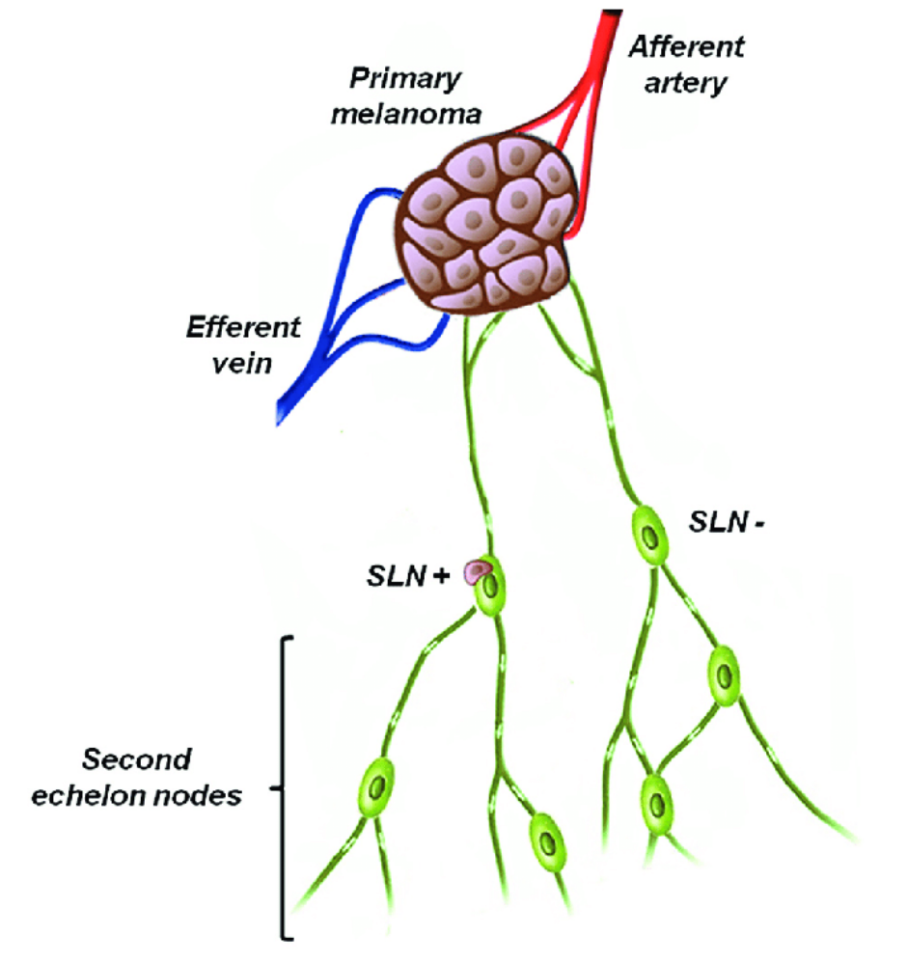 Afferent
artery
Primary
melanoma
Efferent
vein
SLN -
SLN +
Second
echelon nodes